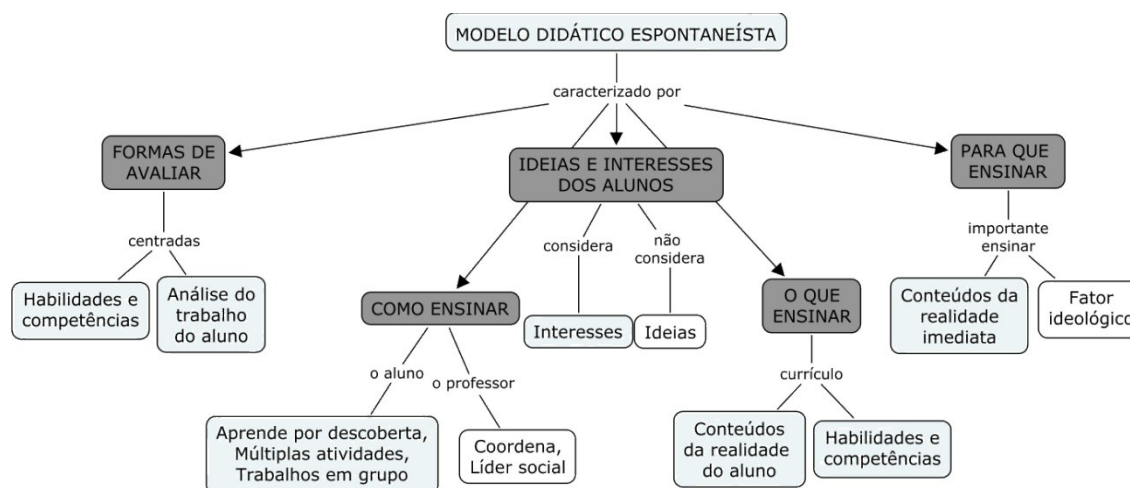 MODELO DIDÁTICO ESPONTANEÍSTA
caracterizado por
FORMAS DE
AVALIAR
IDEIAS E INTERESSES
DOS ALUNOS
PARA QUE
ENSINAR
centradas
considera
não
considera
importante
ensinar
Habilidades e
competências
Análise do
trabalho
do aluno
COMO ENSINAR
Interesses
Ideias
O QUE
ENSINAR
Conteúdos da
realidade
imediata
Fator
ideológico
o aluno
o professor
currículo
Aprende por descoberta,
Múltiplas atividades,
Trabalhos em grupo
Coordena,
Líder social
Conteúdos
da realidade
do aluno
Habilidades e
competências